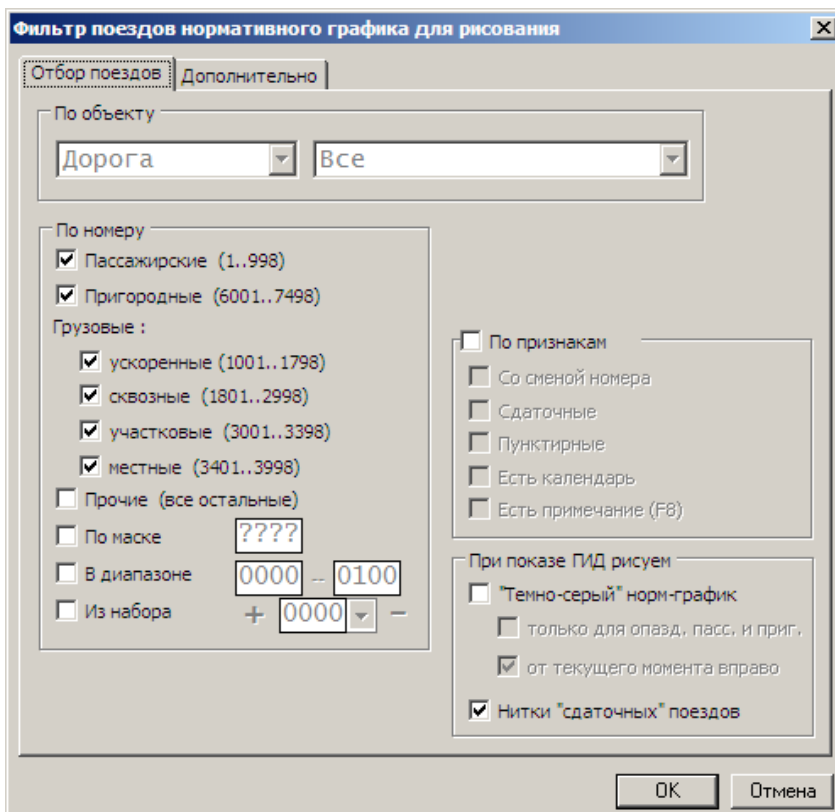 Фильтр поездов нормативного графика для рисования
Отбор поездов Дополнительно
По объекту
Дорога Все
По номеру
Пассажирские (1..998)
Пригородные (6001..7498)
Грузовые :
ускоренные (1001..1798)
сквозные (1801..2998)
участковые (3001..3398)
местные (3401..3998)
Прочие (все остальные)
По маске ????
В диапазоне 0000 -- 0100
Из набора + 0000 -
По признакам
Со сменой номера
Сдаточные
Пунктирные
Есть календарь
Есть примечание (F8)
При показе ГИД рисуем
"Темно-серый" норм-график
только для опазд. пасс. и приг.
от текущего момента вправо
Нитки "сдаточных" поездов
OK Отмена